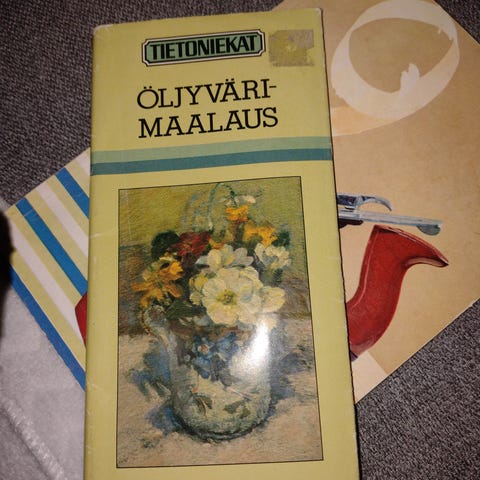 TIETONIEKAT
ÖLJYVÄRI-
MAALAUS